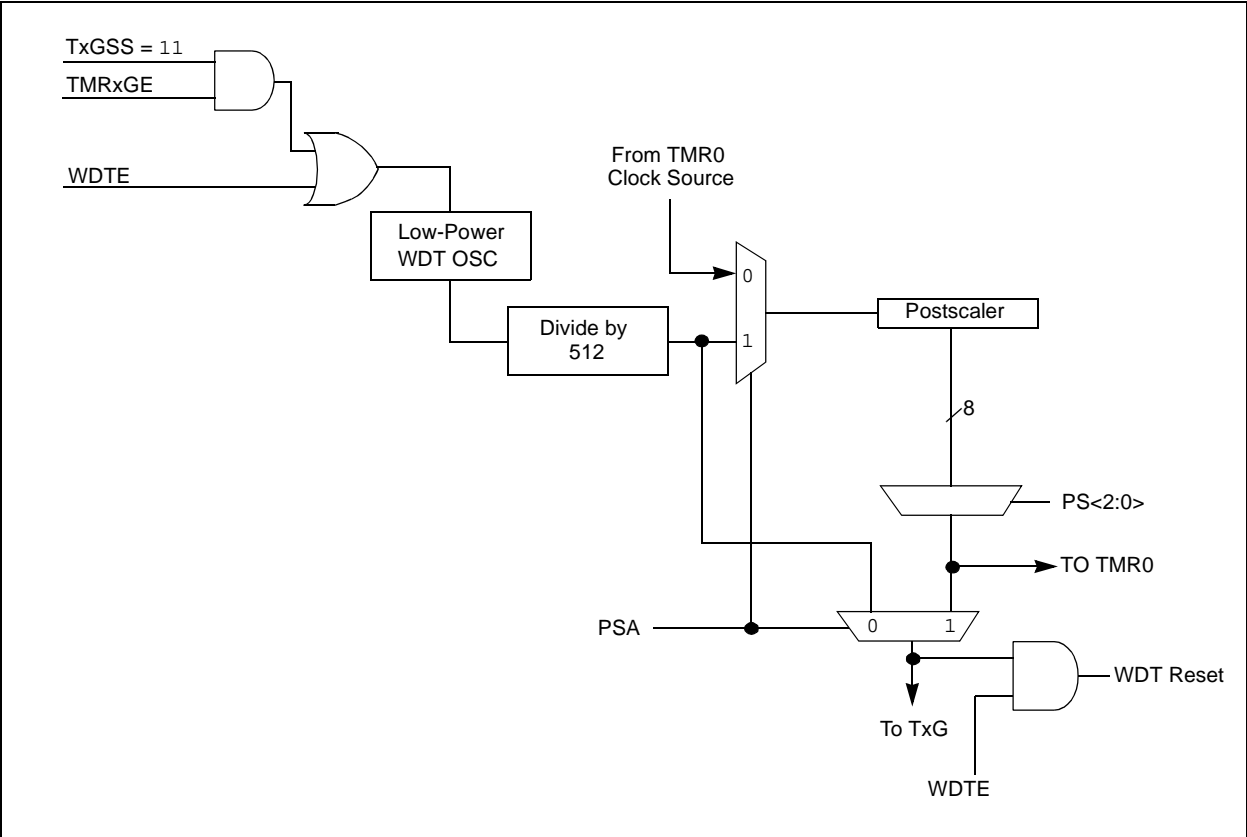 TxGSS = 11
TMRxGE
WDTE
From TMR0
Clock Source
Low-Power
WDT OSC
0
Divide by
512
1
Postscaler
8
PS<2:0>
TO TMR0
PSA
0
1
WDT Reset
To TxG
WDTE